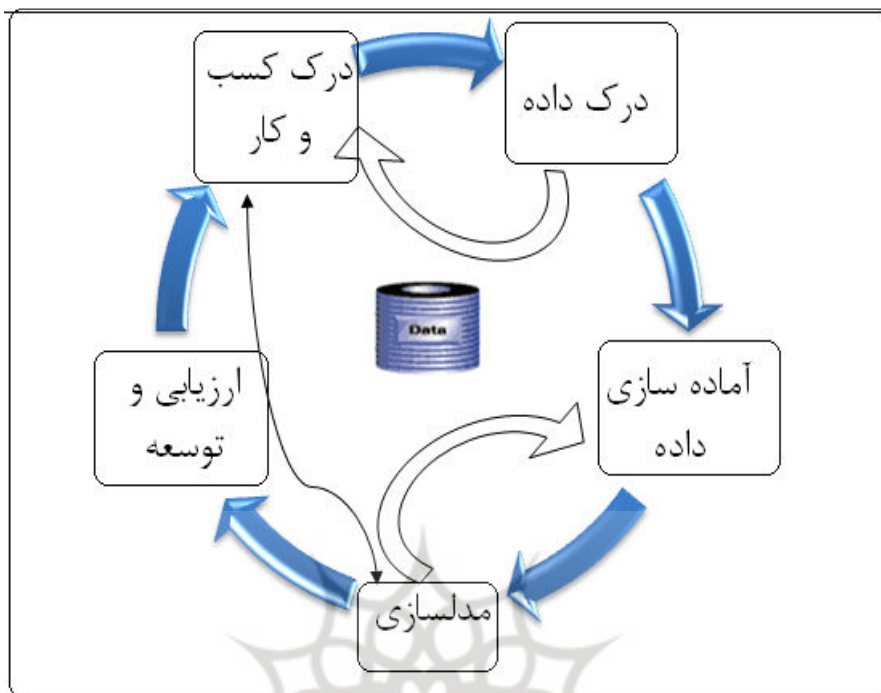 درک کسب
و کار
درک داده
Data
آماده سازی
داده
ارزیابی و
توسعه
مدلسازی